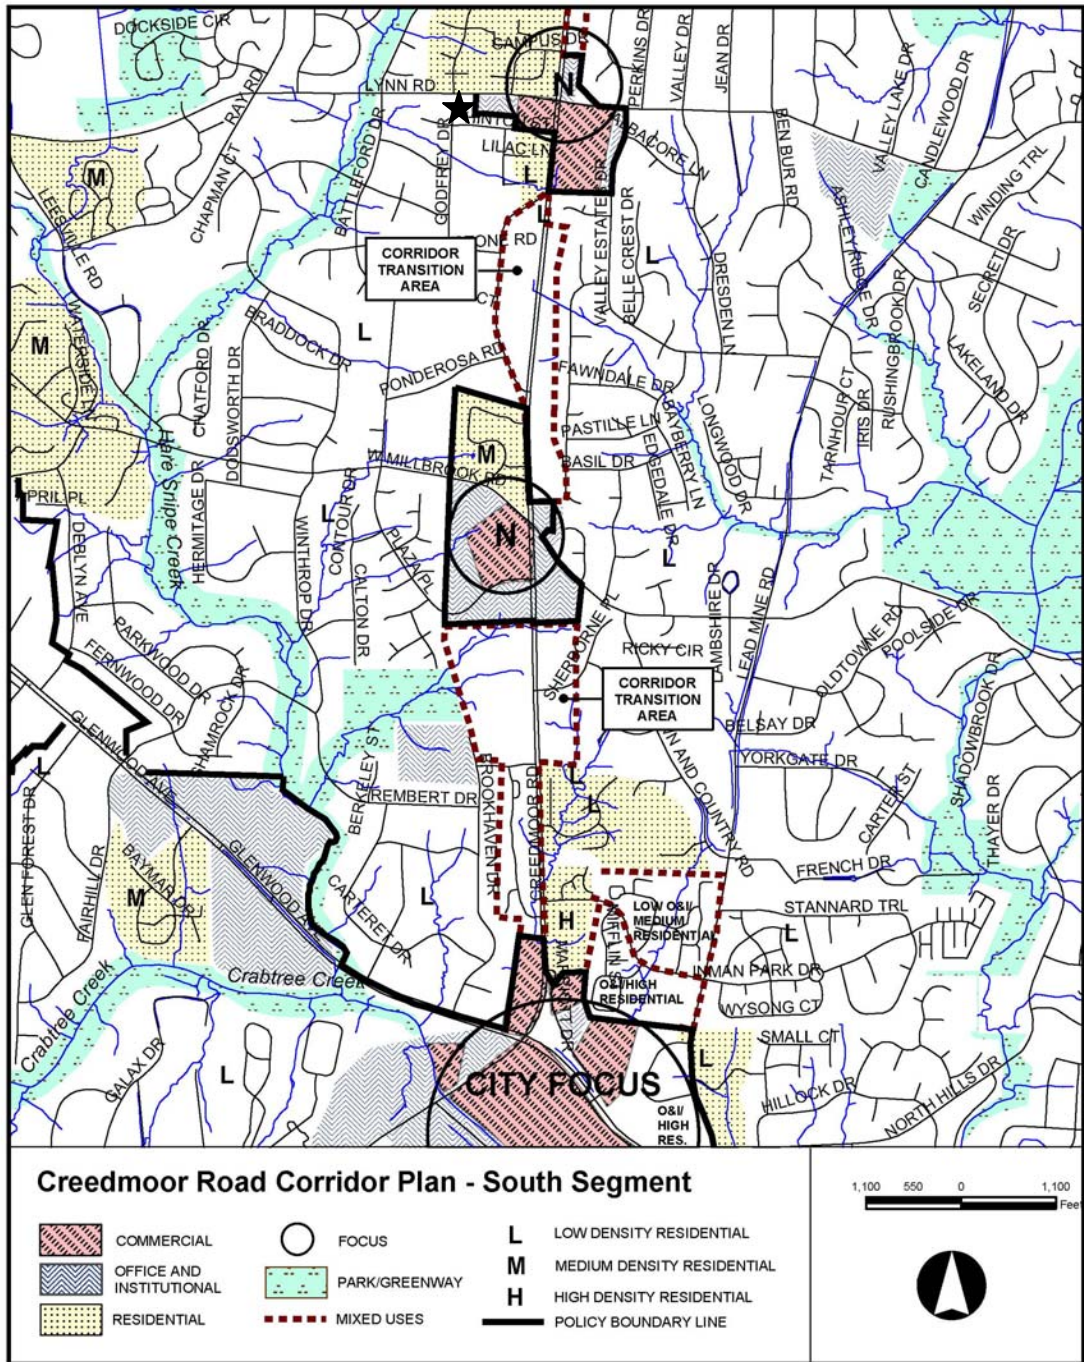 DOCKSIDE CIR
CAMPUS DR
PERKINS DR
VALLEY DR
JEAN DR
VALLEY LAKE DR
CANDLEWOOD DR
RAY RD
LYNN RD
N
LILAC LN
BEN BUR RD
WINDING TRL
M
CHAPMAN CT
BATTLEFORD DR
GODFREY DR
L
LEESVILLE RD
L
VALLEY ESTATES DR
BELLE CREST DR
L
ASHLEY RIDGE DR
SECRET DR
CORRIDOR
TRANSITION
AREA
DRESDEN LN
RUSHINGBROOK DR
M
WATERSIDE
BRADDOCK DR
L
CHATFORD DR
DODSWORTH DR
PONDEROSA RD
FAWNDALE DR
LAKELAND DR
TARNHOUR CT
IRIS DR
PASTILLE LN
BAYBERRY LN
LONGWOOD DR
Hare Snipe Creek
M
W MILLBROOK RD
BASIL DR
EDGEDALE DR
PRIL PL
DEBLYN AVE
HERMITAGE DR
L
CONTOUR DR
WINTHROP DR
CALTON DR
PLAZA PL
N
L
LAMBSHIRE DR
LEAD MINE RD
PARKWOOD DR
FERNWOOD DR
SHAMROCK DR
SHERBORNE PL
RICKY CIR
OLDTOWNE RD
POOLSIDE DR
CORRIDOR
TRANSITION
AREA
BELSAY DR
SHADOWBROOK DR
GLENWOOD AVE
L
BERKELEY ST
N AND COUNTRY RD
YORKGATE DR
L
REMBERT DR
BROOKHAVEN DR
CREEDMOOR RD
L
CARTER ST
THAYER DR
GLEN FOREST DR
FAIRHILL DR
BAYMAR DR
M
GLENWOOD AV
CARTERET DR
L
FRENCH DR
H
LOW O&I/
MEDIUM
RESIDENTIAL
STANNARD TRL
L
MIFFLIN ST
INMAN PARK DR
O&I/HIGH
RESIDENTIAL
Crabtree Creek
Crabtree Creek
WYSONG CT
SMALL CT
GALAX DR
L
CITY FOCUS
L
HILLOCK DR
NORTH HILLS DR
O&I/
HIGH
RES.
Creedmoor Road Corridor Plan - South Segment
COMMERCIAL
OFFICE AND
INSTITUTIONAL
RESIDENTIAL
FOCUS
PARK/GREENWAY
MIXED USES
L LOW DENSITY RESIDENTIAL
M MEDIUM DENSITY RESIDENTIAL
H HIGH DENSITY RESIDENTIAL
POLICY BOUNDARY LINE
1,100 550 0 1,100
Feet